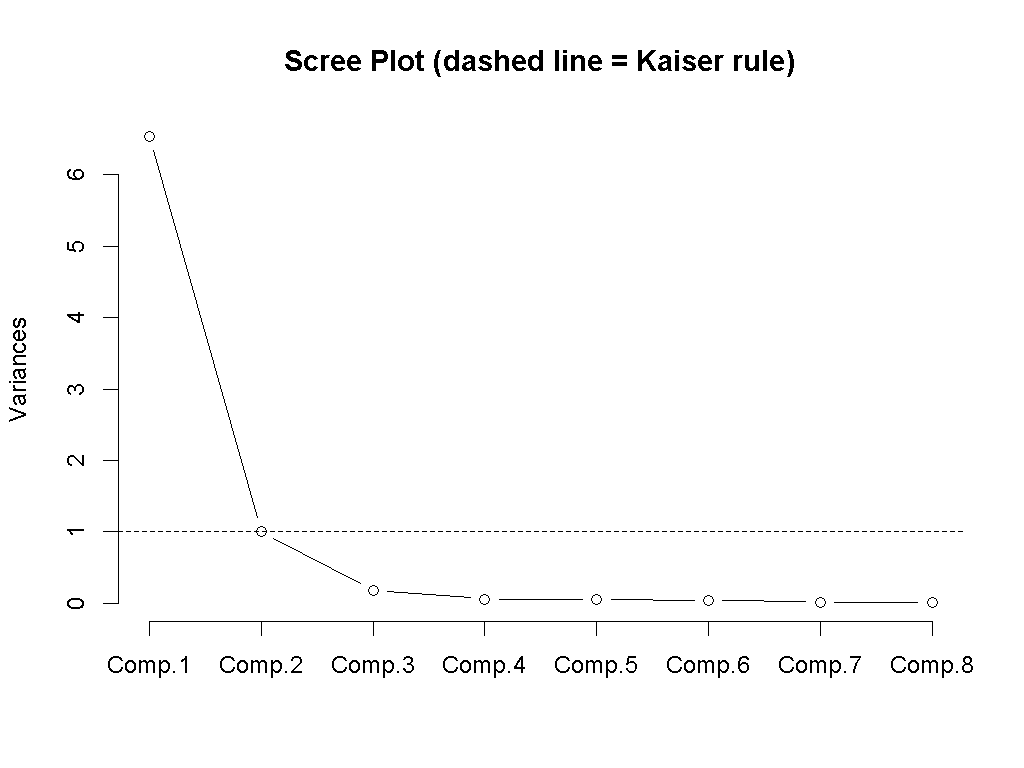 Scree Plot (dashed line = Kaiser rule)
Variances
6
5
4
3
2
1
0
Comp.1 Comp.2 Comp.3 Comp.4 Comp.5 Comp.6 Comp.7 Comp.8